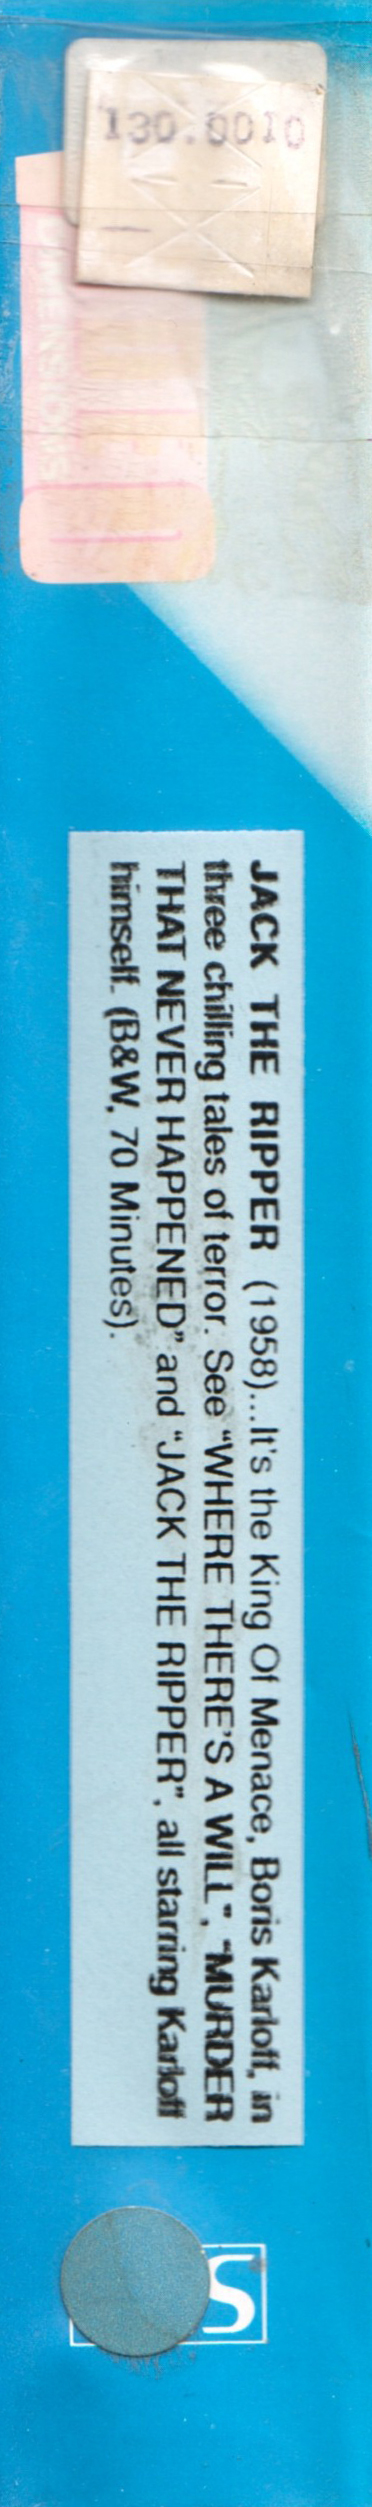 130.0010
JACK THE RIPPER (1958)...It's the King Of Menace, Boris Karloff, in
three chilling tales of terror. See “WHERE THERE'S A WILL”, “MURDER
THAT NEVER HAPPENED” and “JACK THE RIPPER”, all starring Karloff
himself. (B&W, 70 Minutes).
S